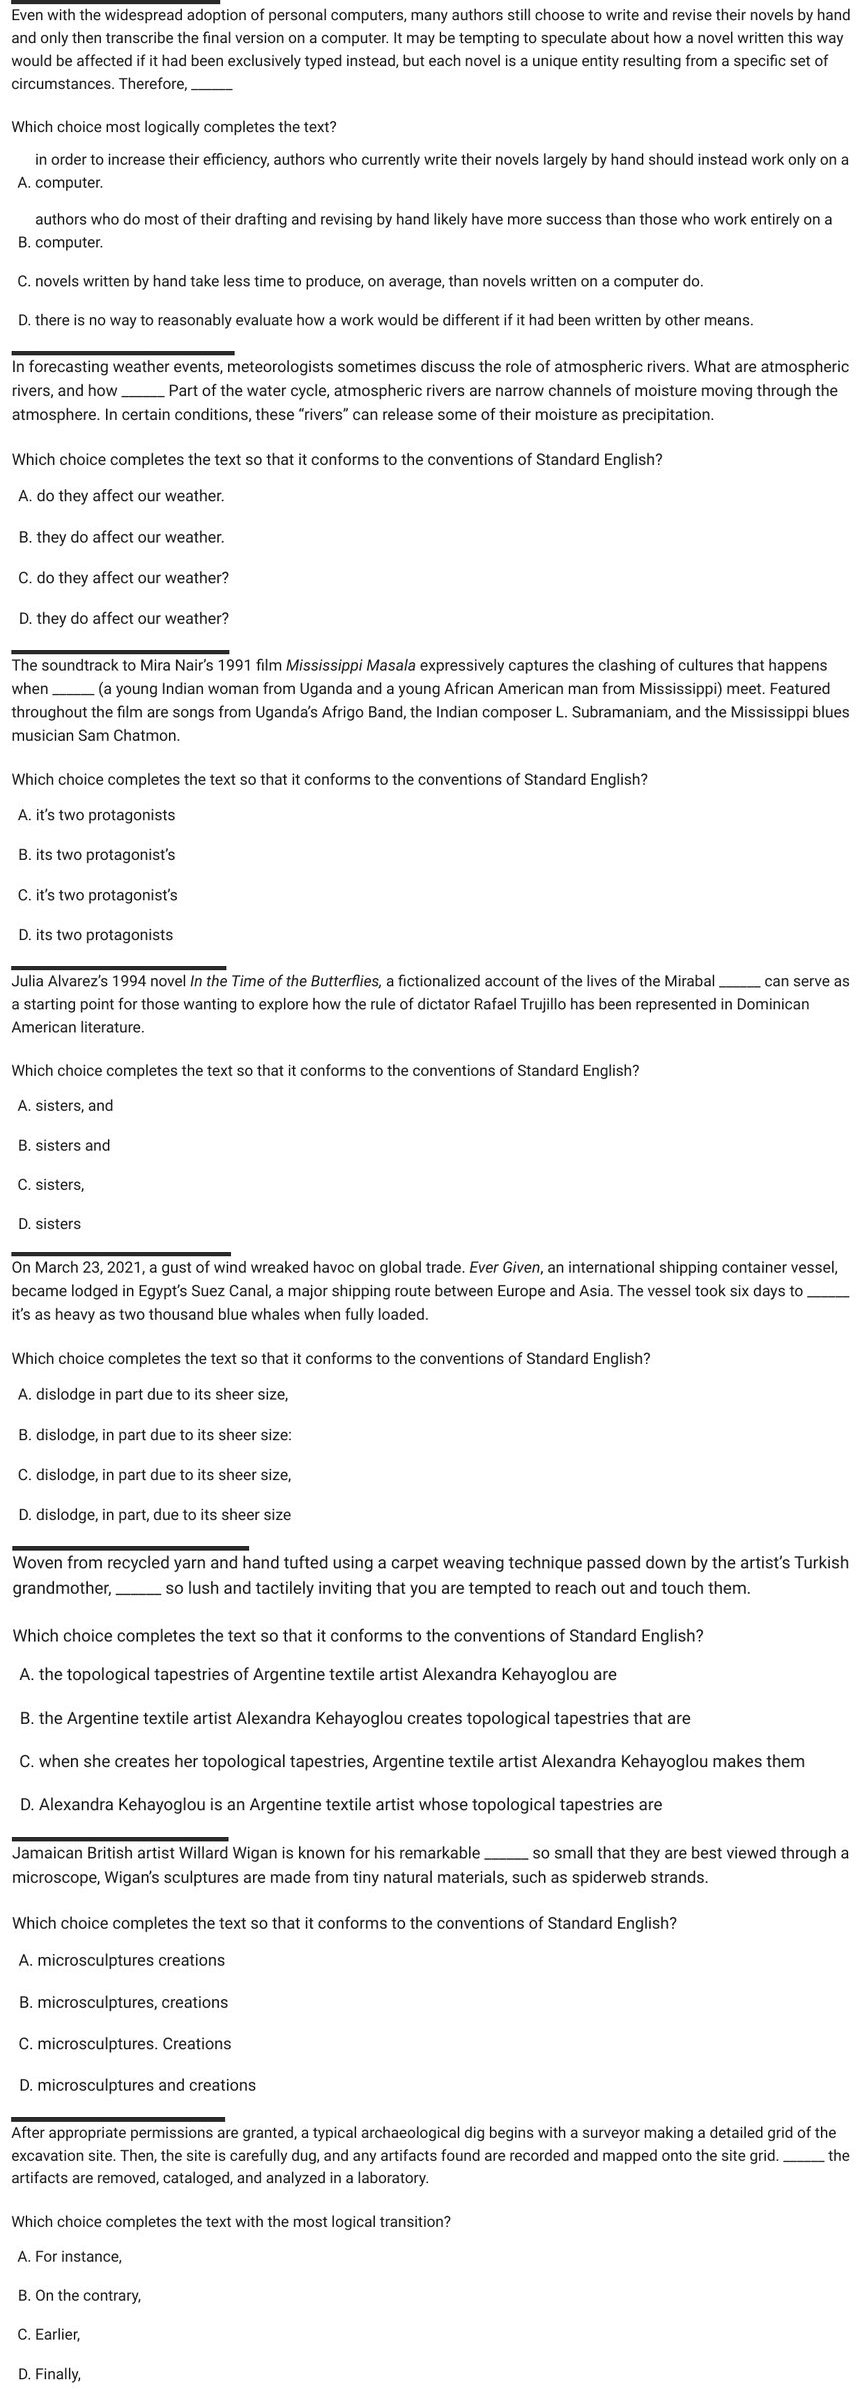 Even with the widespread adoption of personal computers, many authors still choose to write and revise their novels by hand
and only then transcribe the final version on a computer. It may be tempting to speculate about how a novel written this way
would be affected if it had been exclusively typed instead, but each novel is a unique entity resulting from a specific set of
circumstances. Therefore, ______
Which choice most logically completes the text?
in order to increase their efficiency, authors who currently write their novels largely by hand should instead work only on a
A. computer.
authors who do most of their drafting and revising by hand likely have more success than those who work entirely on a
B. computer.
C. novels written by hand take less time to produce, on average, than novels written on a computer do.
D. there is no way to reasonably evaluate how a work would be different if it had been written by other means.
In forecasting weather events, meteorologists sometimes discuss the role of atmospheric rivers. What are atmospheric
rivers, and how ______ Part of the water cycle, atmospheric rivers are narrow channels of moisture moving through the
atmosphere. In certain conditions, these “rivers” can release some of their moisture as precipitation.
Which choice completes the text so that it conforms to the conventions of Standard English?
A. do they affect our weather.
B. they do affect our weather.
C. do they affect our weather?
D. they do affect our weather?
The soundtrack to Mira Nair’s 1991 film Mississippi Masala expressively captures the clashing of cultures that happens
when ______ (a young Indian woman from Uganda and a young African American man from Mississippi) meet. Featured
throughout the film are songs from Uganda’s Afrigo Band, the Indian composer L. Subramaniam, and the Mississippi blues
musician Sam Chatmon.
Which choice completes the text so that it conforms to the conventions of Standard English?
A. it’s two protagonists
B. its two protagonist’s
C. it’s two protagonist’s
D. its two protagonists
Julia Alvarez’s 1994 novel In the Time of the Butterflies, a fictionalized account of the lives of the Mirabal ______ can serve as
a starting point for those wanting to explore how the rule of dictator Rafael Trujillo has been represented in Dominican
American literature.
Which choice completes the text so that it conforms to the conventions of Standard English?
A. sisters, and
B. sisters and
C. sisters,
D. sisters
On March 23, 2021, a gust of wind wreaked havoc on global trade. Ever Given, an international shipping container vessel,
became lodged in Egypt’s Suez Canal, a major shipping route between Europe and Asia. The vessel took six days to ______
it’s as heavy as two thousand blue whales when fully loaded.
Which choice completes the text so that it conforms to the conventions of Standard English?
A. dislodge in part due to its sheer size,
B. dislodge, in part due to its sheer size:
C. dislodge, in part due to its sheer size,
D. dislodge, in part, due to its sheer size
Woven from recycled yarn and hand tufted using a carpet weaving technique passed down by the artist’s Turkish
grandmother, ______ so lush and tactilely inviting that you are tempted to reach out and touch them.
Which choice completes the text so that it conforms to the conventions of Standard English?
A. the topological tapestries of Argentine textile artist Alexandra Kehayoglou are
B. the Argentine textile artist Alexandra Kehayoglou creates topological tapestries that are
C. when she creates her topological tapestries, Argentine textile artist Alexandra Kehayoglou makes them
D. Alexandra Kehayoglou is an Argentine textile artist whose topological tapestries are
Jamaican British artist Willard Wigan is known for his remarkable ______ so small that they are best viewed through a
microscope, Wigan’s sculptures are made from tiny natural materials, such as spiderweb strands.
Which choice completes the text so that it conforms to the conventions of Standard English?
A. microsculptures creations
B. microsculptures, creations
C. microsculptures. Creations
D. microsculptures and creations
After appropriate permissions are granted, a typical archaeological dig begins with a surveyor making a detailed grid of the
excavation site. Then, the site is carefully dug, and any artifacts found are recorded and mapped onto the site grid. ______ the
artifacts are removed, cataloged, and analyzed in a laboratory.
Which choice completes the text with the most logical transition?
A. For instance,
B. On the contrary,
C. Earlier,
D. Finally,